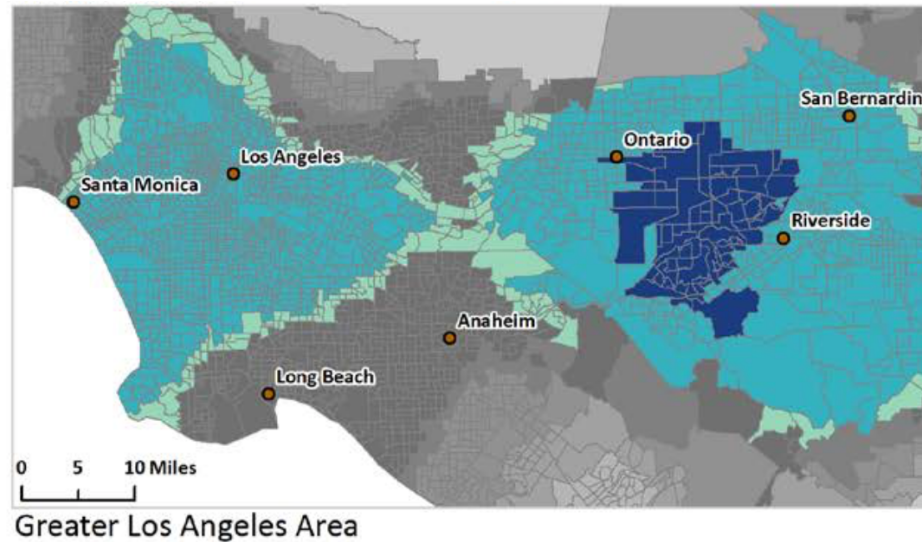 San Bernardin
Ontario
Los Angeles
Santa Monica
Riverside
Anaheim
Long Beach
0 5 10 Miles
Greater Los Angeles Area